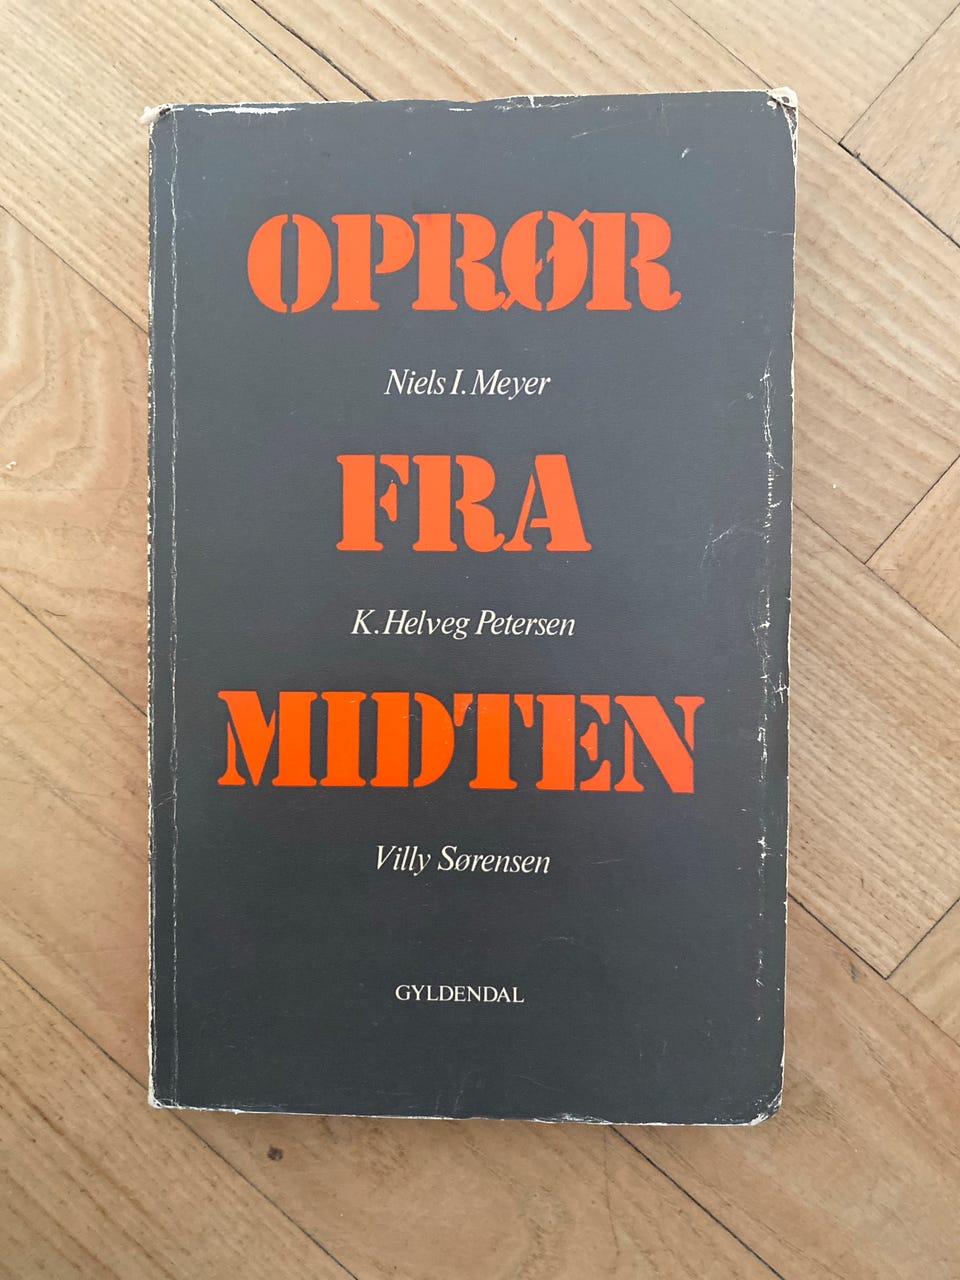 OPRØR
Niels I. Meyer
FRA
K. Helveg Petersen
MIDTEN
Villy Sørensen
GYLDENDAL